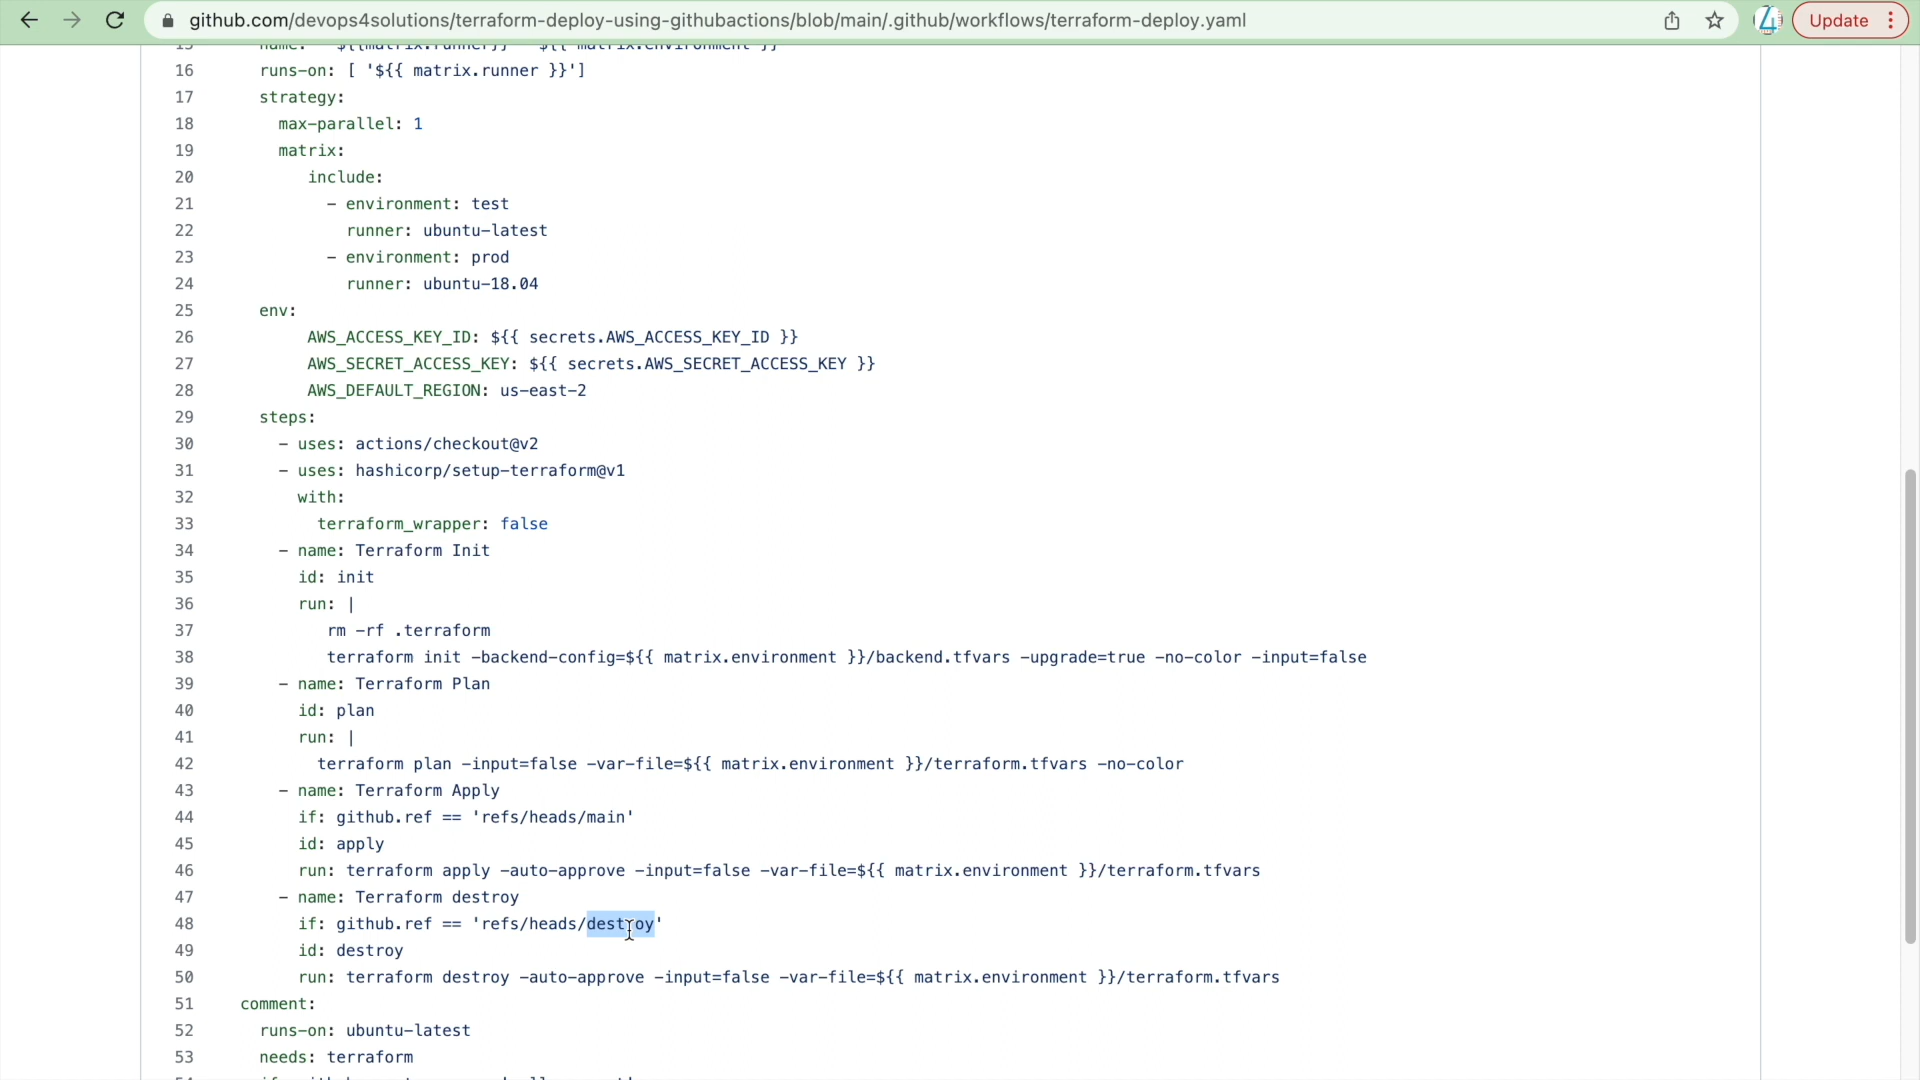 github.com/devops4solutions/terraform-deploy-using-githubactions/blob/main/.github/workflows/terraform-deploy.yaml
Update
15 name: ${{matrix.runner}} ${{ matrix.environment }}
16 runs-on: [ '${{ matrix.runner }}']
17 strategy:
18 max-parallel: 1
19 matrix:
20 include:
21 - environment: test
22 runner: ubuntu-latest
23 - environment: prod
24 runner: ubuntu-18.04
25 env:
26 AWS_ACCESS_KEY_ID: ${{ secrets.AWS_ACCESS_KEY_ID }}
27 AWS_SECRET_ACCESS_KEY: ${{ secrets.AWS_SECRET_ACCESS_KEY }}
28 AWS_DEFAULT_REGION: us-east-2
29 steps:
30 - uses: actions/checkout@v2
31 - uses: hashicorp/setup-terraform@v1
32 with:
33 terraform_wrapper: false
34 - name: Terraform Init
35 id: init
36 run: |
37 rm -rf .terraform
38 terraform init -backend-config=${{ matrix.environment }}/backend.tfvars -upgrade=true -no-color -input=false
39 - name: Terraform Plan
40 id: plan
41 run: |
42 terraform plan -input=false -var-file=${{ matrix.environment }}/terraform.tfvars -no-color
43 - name: Terraform Apply
44 if: github.ref == 'refs/heads/main'
45 id: apply
46 run: terraform apply -auto-approve -input=false -var-file=${{ matrix.environment }}/terraform.tfvars
47 - name: Terraform destroy
48 if: github.ref == 'refs/heads/destroy'
49 id: destroy
50 run: terraform destroy -auto-approve -input=false -var-file=${{ matrix.environment }}/terraform.tfvars
51 comment:
52 runs-on: ubuntu-latest
53 needs: terraform